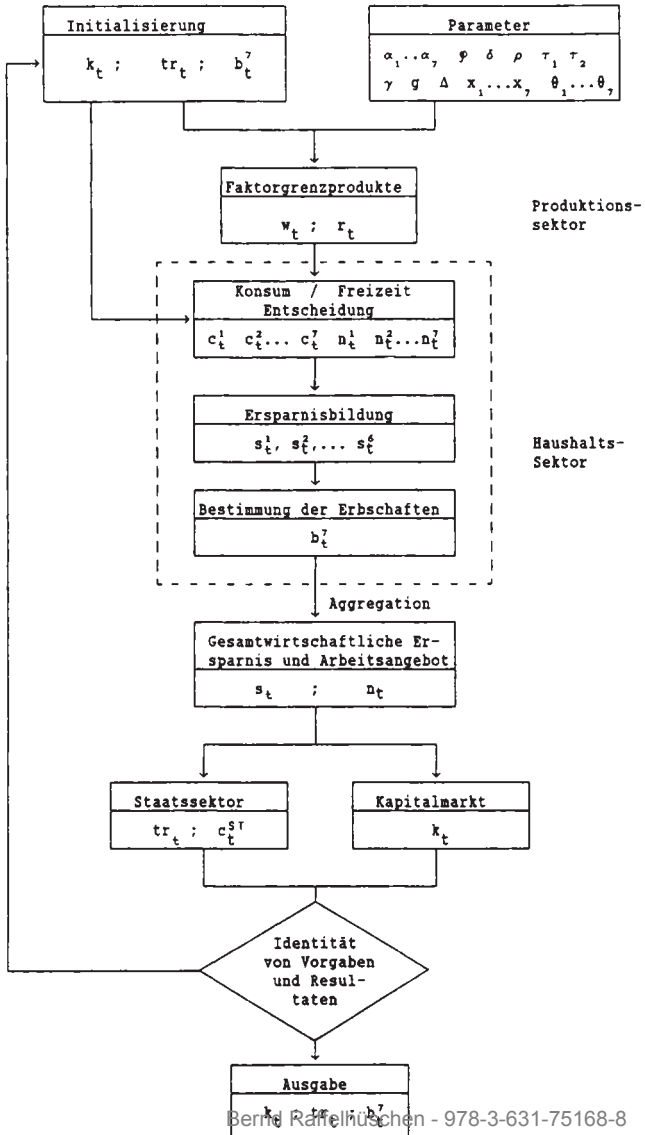 Initialisierung
k_t ; tr_t ; b_t^7
Parameter
α_1..α_7 φ δ ρ τ_1 τ_2
γ g Δ x_1...x_7 θ_1...θ_7
Faktorgrenzprodukte
w_t ; r_t
Produktions-
sektor
Konsum / Freizeit
Entscheidung
c_t^1 c_t^2... c_t^7 n_t^1 n_t^2...n_t^7
Ersparnisbildung
s_t^1, s_t^2,... s_t^6
Haushalts-
Sektor
Bestimmung der Erbschaften
b_t^7
Aggregation
Gesamtwirtschaftliche Er-
sparnis und Arbeitsangebot
s_t ; n_t
Staatssektor
tr_t ; c_t^ST
Kapitalmarkt
k_t
Identität
von Vorgaben
und Resul-
taten
Ausgabe
k_t ; tr_t ; b_t^7
Bernd Raffelhüschen - 978-3-631-75168-8